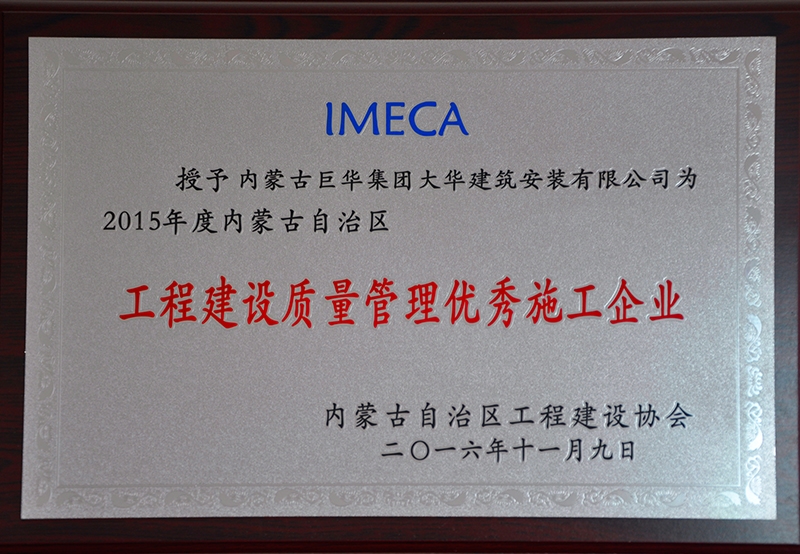 IMECA
授予 内蒙古巨华集团大华建筑安装有限公司为
2015年度内蒙古自治区
工程建设质量管理优秀施工企业
内蒙古自治区工程建设协会
二〇一六年十一月九日